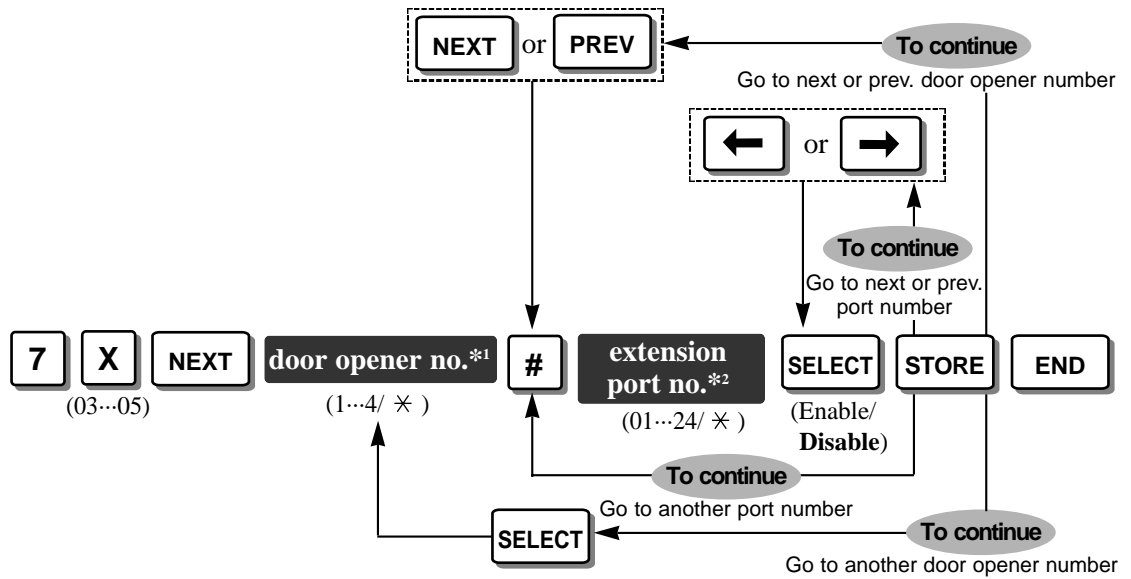 NEXT or PREV
To continue
Go to next or prev. door opener number
← or →
To continue
Go to next or prev.
port number
7 X NEXT door opener no.*1 # extension
port no.*2 SELECT STORE END
(03···05)
(1···4/ ✳ )
(01···24/ ✳ )
(Enable/
Disable)
To continue
Go to another port number
SELECT
To continue
Go to another door opener number